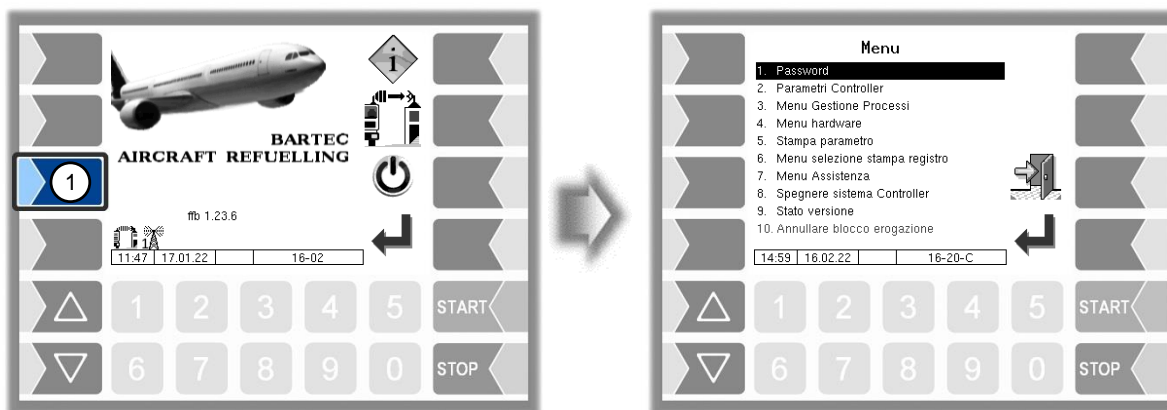 i
BARTEC
AIRCRAFT REFUELLING
1
ffb 1.23.6
1
11:47 17.01.22 16-02
1 2 3 4 5 START
6 7 8 9 0 STOP
Menu
1. Password
2. Parametri Controller
3. Menu Gestione Processi
4. Menu hardware
5. Stampa parametro
6. Menu selezione stampa registro
7. Menu Assistenza
8. Spegnere sistema Controller
9. Stato versione
10. Annullare blocco erogazione
14:59 16.02.22 16-20-C
1 2 3 4 5 START
6 7 8 9 0 STOP